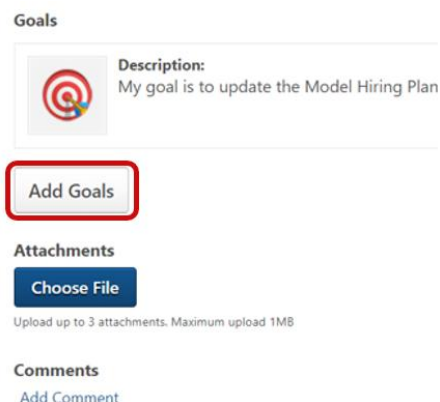 Goals
Description:
My goal is to update the Model Hiring Plan
Add Goals
Attachments
Choose File
Upload up to 3 attachments. Maximum upload 1MB
Comments
Add Comment